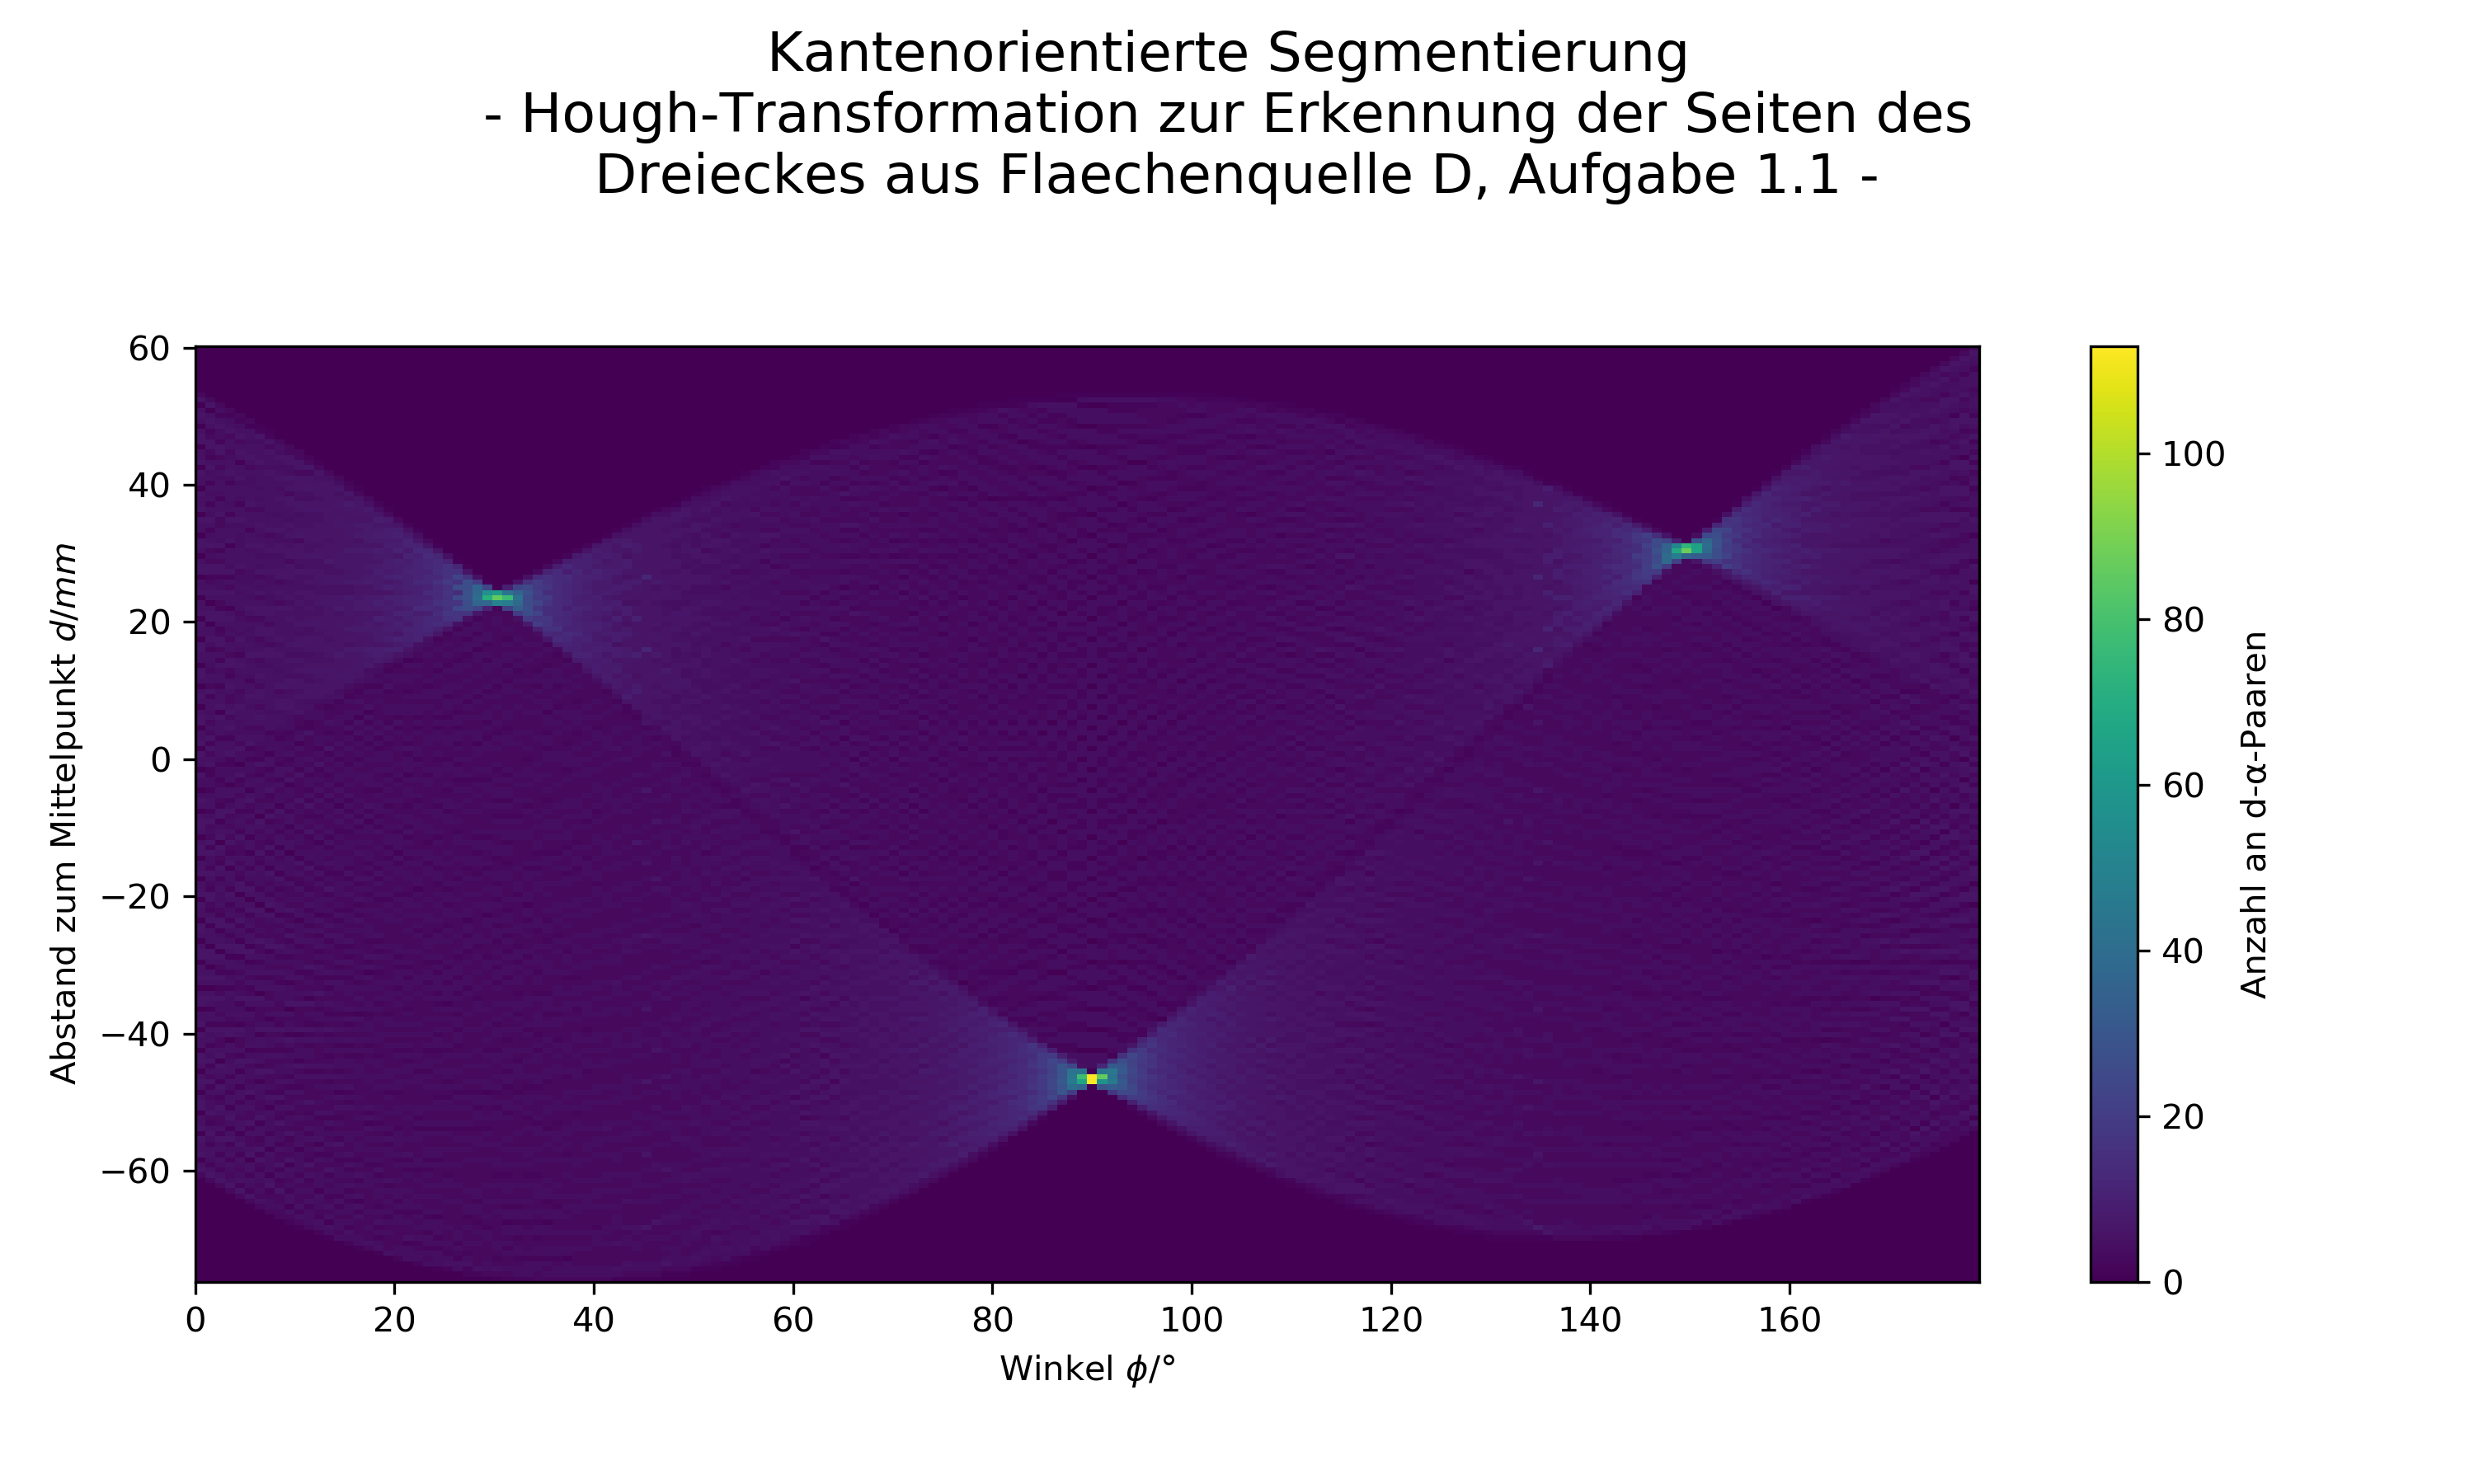 Kantenorientierte Segmentierung
- Hough-Transformation zur Erkennung der Seiten des
Dreieckes aus Flaechenquelle D, Aufgabe 1.1 -
60
40
20
0
−20
−40
−60
Abstand zum Mittelpunkt d/mm
0 20 40 60 80 100 120 140 160
Winkel ϕ/°
100
80
60
40
20
0
Anzahl an d-α-Paaren